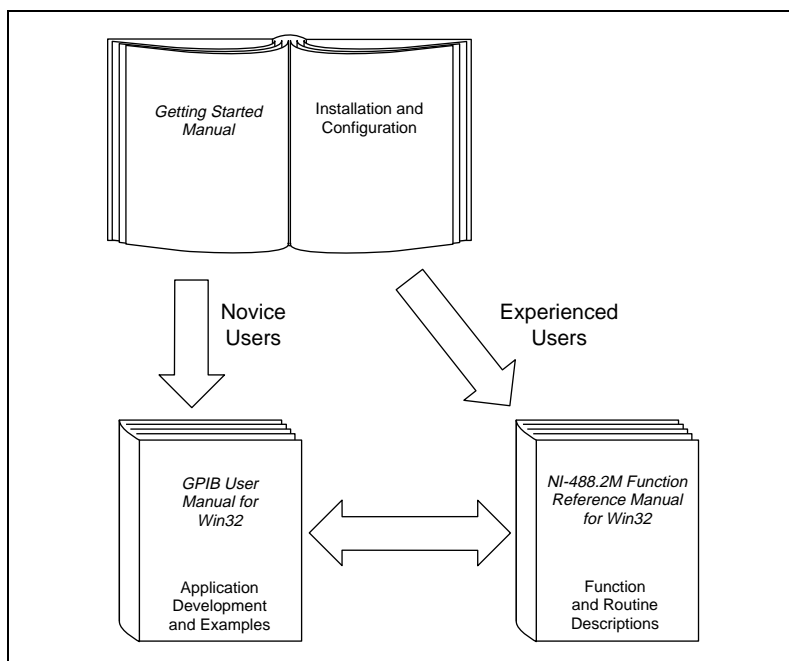 Getting Started
Manual
Installation and
Configuration
Novice
Users
Experienced
Users
GPIB User
Manual for
Win32
Application
Development
and Examples
NI-488.2M Function
Reference Manual
for Win32
Function
and Routine
Descriptions